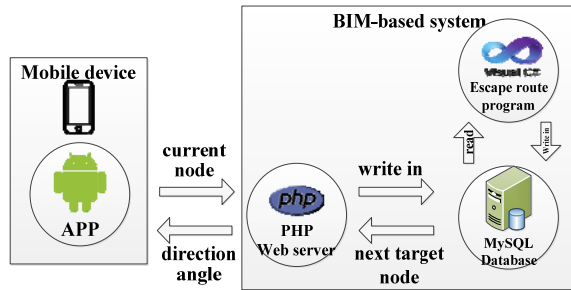 BIM-based system
Mobile device
Visual C#
Escape route
program
read
Write in
current
node
write in
php
APP
PHP
Web server
direction
angle
next target
node
MySQL
Database